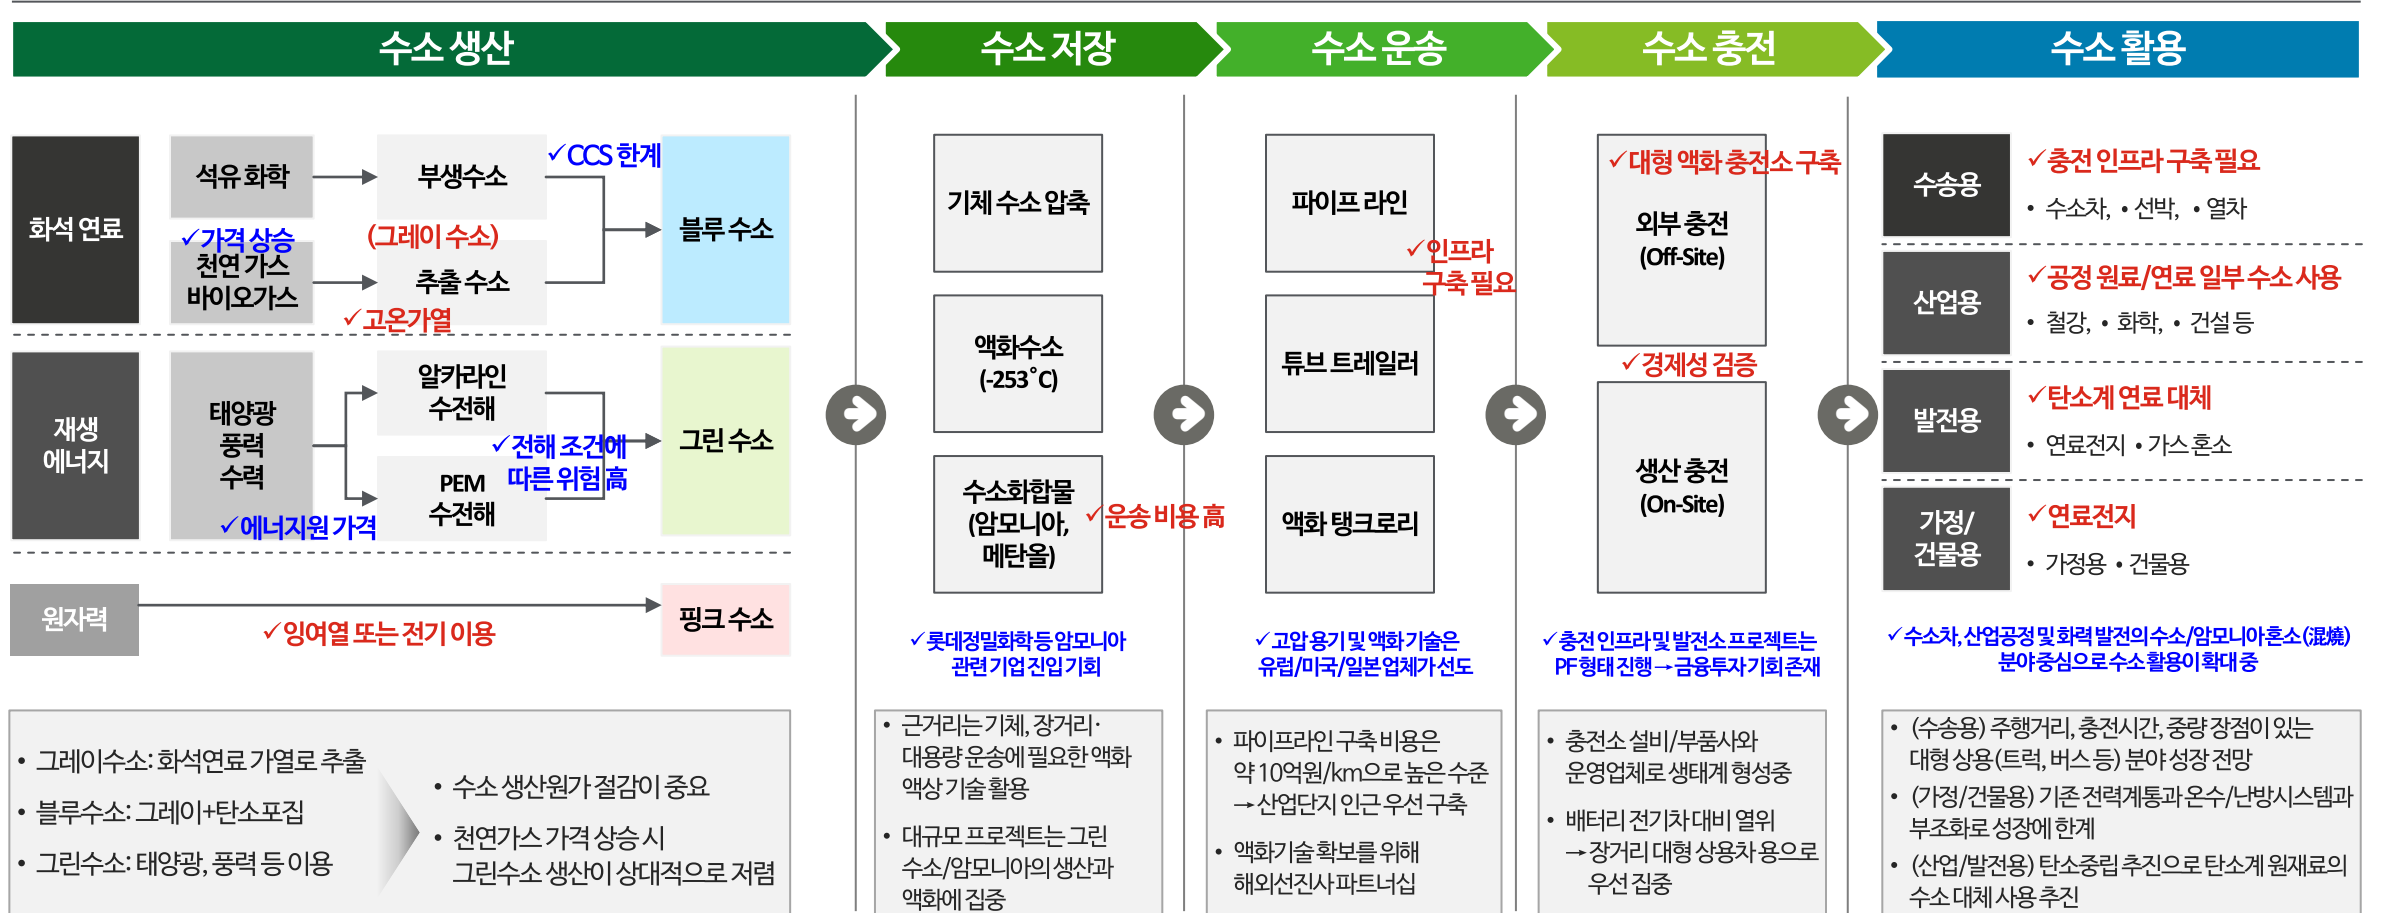 수소 생산
수소 저장
수소 운송
수소 충전
수소 활용
화석 연료
석유 화학
✓가격 상승
천연 가스
바이오가스
부생수소
(그레이 수소)
추출 수소
✓고온가열
✓CCS 한계
블루 수소
재생
에너지
태양광
풍력
수력
✓에너지원 가격
알카라인
수전해
PEM
수전해
✓전해 조건에
따른 위험 高
그린 수소
원자력
✓잉여열 또는 전기 이용
핑크 수소
• 그레이수소: 화석연료 가열로 추출
• 블루수소: 그레이+탄소포집
• 그린수소: 태양광, 풍력 등 이용
• 수소 생산원가 절감이 중요
• 천연가스 가격 상승 시
그린수소 생산이 상대적으로 저렴
기체 수소 압축
액화수소
(-253˚C)
수소화합물
(암모니아,
메탄올)
✓운송 비용 高
✓롯데정밀화학 등 암모니아
관련 기업 진입 기회
• 근거리는 기체, 장거리·
대용량 운송에 필요한 액화
액상 기술 활용
• 대규모 프로젝트는 그린
수소/암모니아의 생산과
액화에 집중
파이프 라인
✓인프라
구축 필요
튜브 트레일러
액화 탱크로리
✓고압 용기 및 액화 기술은
유럽/미국/일본 업체가 선도
• 파이프라인 구축 비용은
약 10억원/km으로 높은 수준
→ 산업단지 인근 우선 구축
• 액화기술 확보를 위해
해외선진사 파트너십
✓대형 액화 충전소 구축
외부 충전
(Off-Site)
✓경제성 검증
생산 충전
(On-Site)
✓충전 인프라 및 발전소 프로젝트는
PF 형태 진행 → 금융투자 기회 존재
• 충전소 설비/부품사와
운영업체로 생태계 형성중
• 배터리 전기차 대비 열위
→ 장거리 대형 상용차 용으로
우선 집중
수송용
✓충전 인프라 구축 필요
• 수소차, • 선박, • 열차
산업용
✓공정 원료/연료 일부 수소 사용
• 철강, • 화학, • 건설 등
발전용
✓탄소계 연료 대체
• 연료전지 • 가스 혼소
가정/
건물용
✓연료전지
• 가정용 • 건물용
✓수소차, 산업공정 및 화력 발전의 수소/암모니아 혼소(混燒)
분야 중심으로 수소 활용이 확대 중
• (수송용) 주행거리, 충전시간, 중량 장점이 있는
대형 상용(트럭, 버스 등) 분야 성장 전망
• (가정/건물용) 기존 전력계통과 온수/난방시스템과
부조화로 성장에 한계
• (산업/발전용) 탄소중립 추진으로 탄소계 원재료의
수소 대체 사용 추진